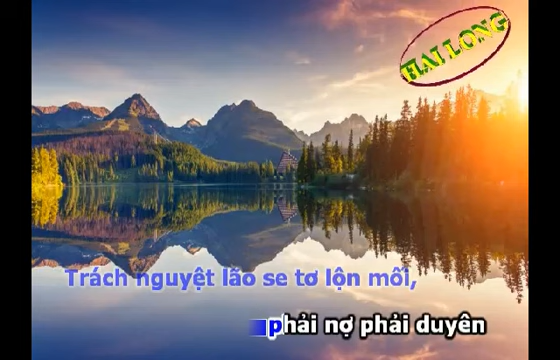 HAI LONG
Trách nguyệt lão se tơ lộn mối,
phải nợ phải duyên